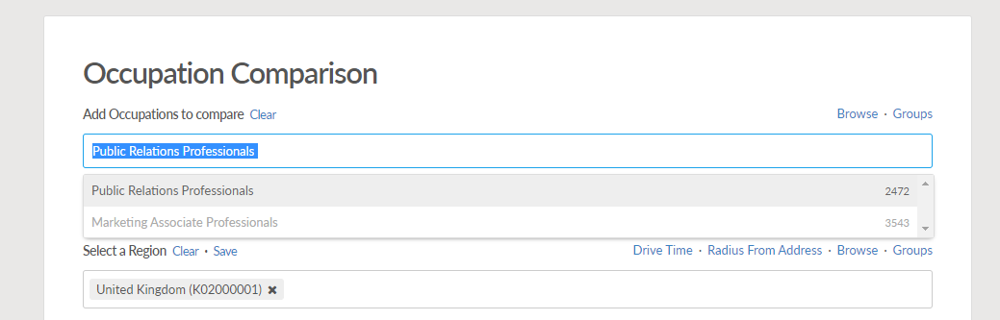 Occupation Comparison
Add Occupations to compare Clear Browse · Groups
Public Relations Professionals
Public Relations Professionals 2472
Marketing Associate Professionals 3543
Select a Region Clear · Save Drive Time · Radius From Address · Browse · Groups
United Kingdom (K02000001) ✖